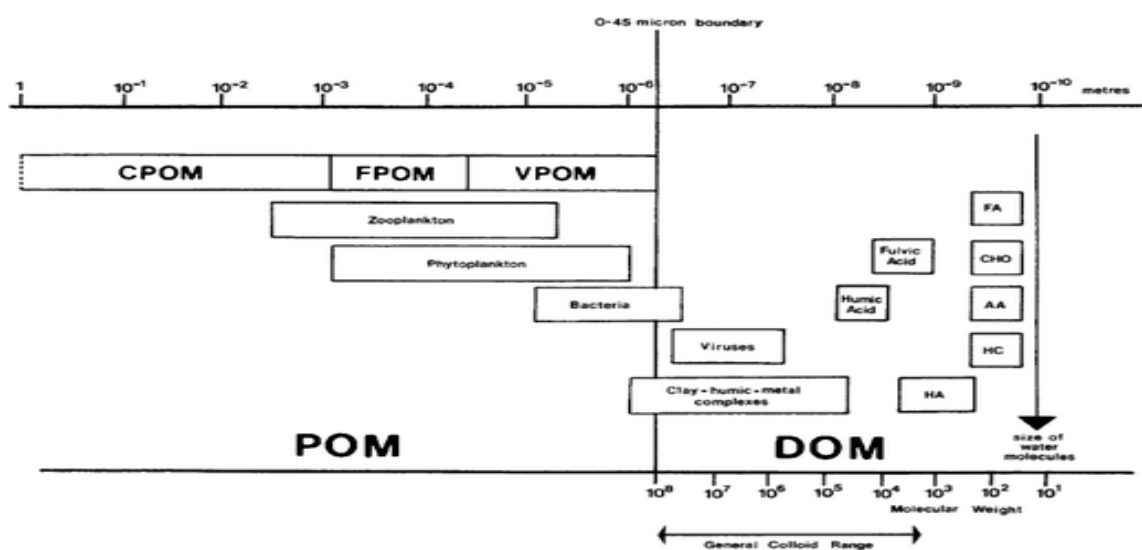 0-45 micron boundary
1 10⁻¹ 10⁻² 10⁻³ 10⁻⁴ 10⁻⁵ 10⁻⁶ 10⁻⁷ 10⁻⁸ 10⁻⁹ 10⁻¹⁰ metres
CPOM FPOM VPOM
Zooplankton
FA
Phytoplankton
Fulvic
Acid
CHO
Bacteria
Humic
Acid
AA
Viruses
HC
Clay-humic-metal
complexes
HA
POM DOM
size of
water
molecules
10⁸ 10⁷ 10⁶ 10⁵ 10⁴ 10³ 10² 10¹
Molecular Weight
General Colloid Range